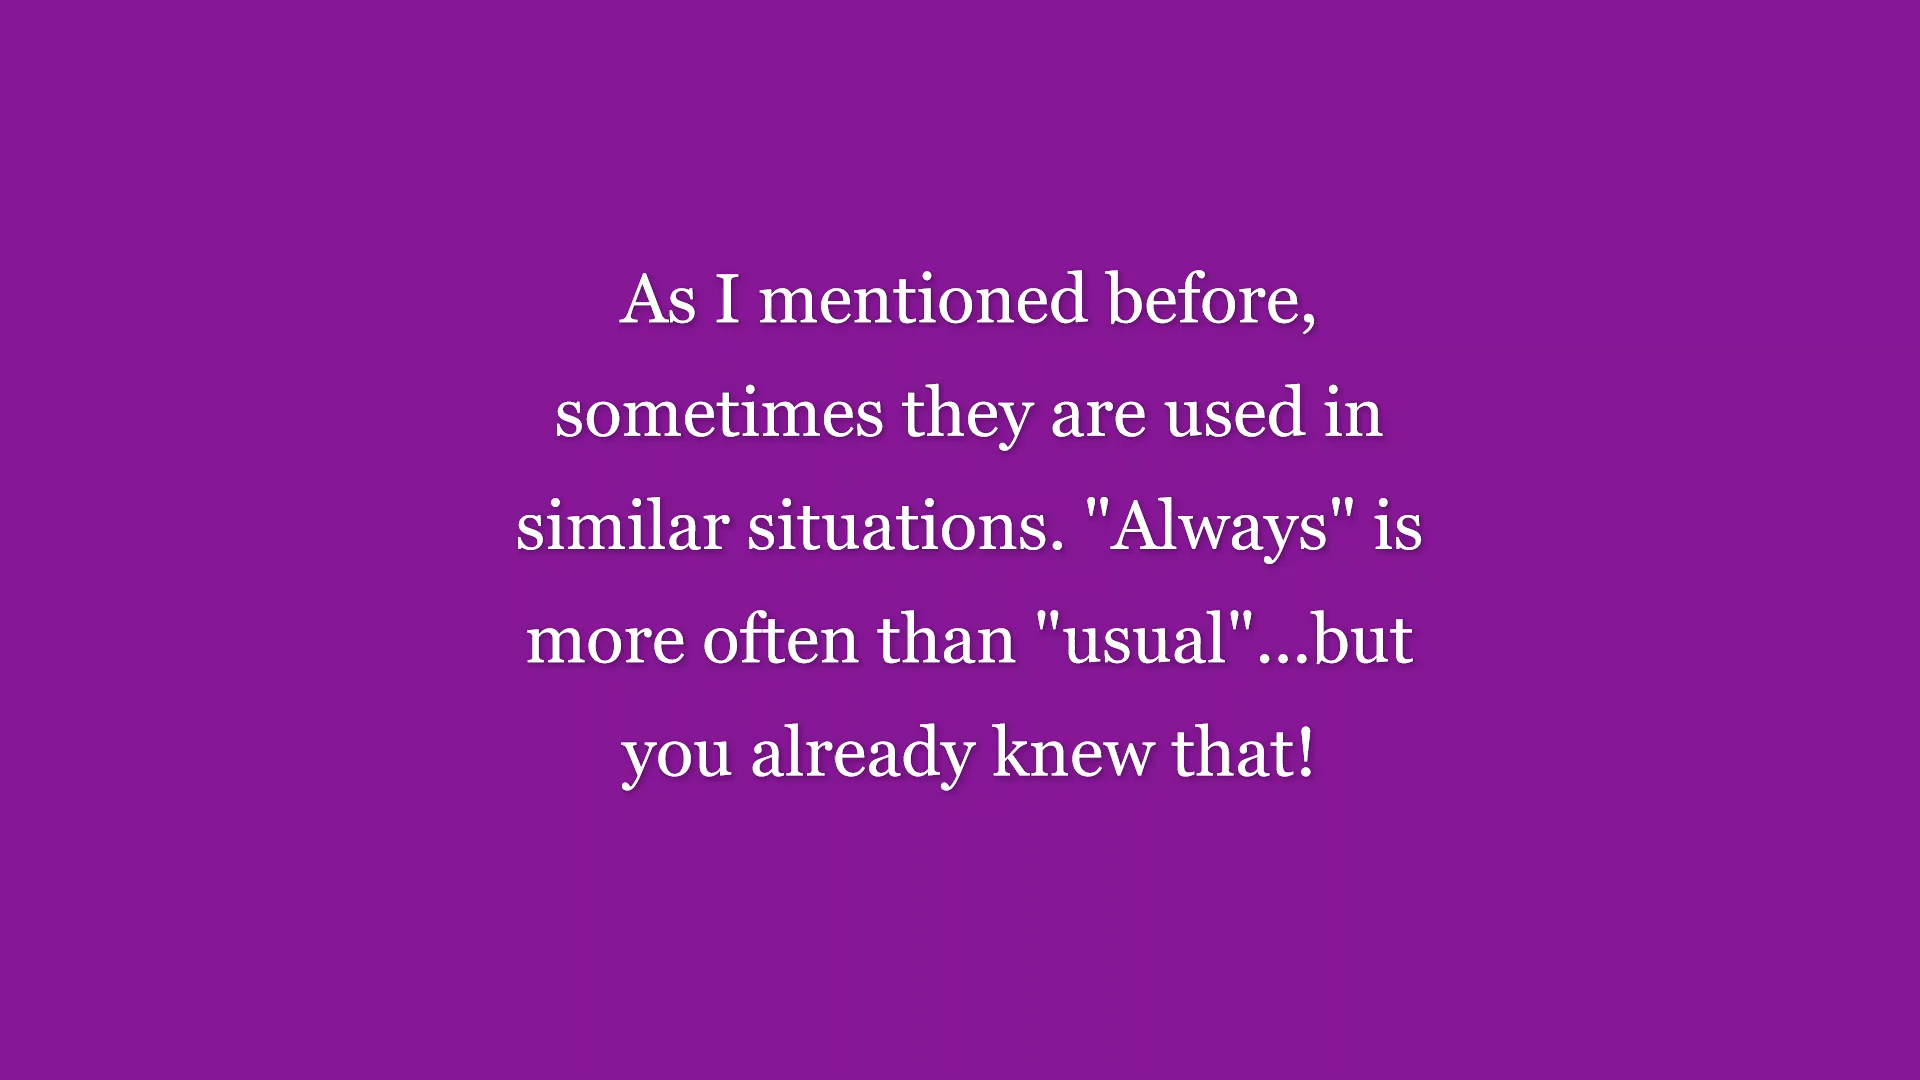 As I mentioned before,
sometimes they are used in
similar situations. "Always" is
more often than "usual"...but
you already knew that!